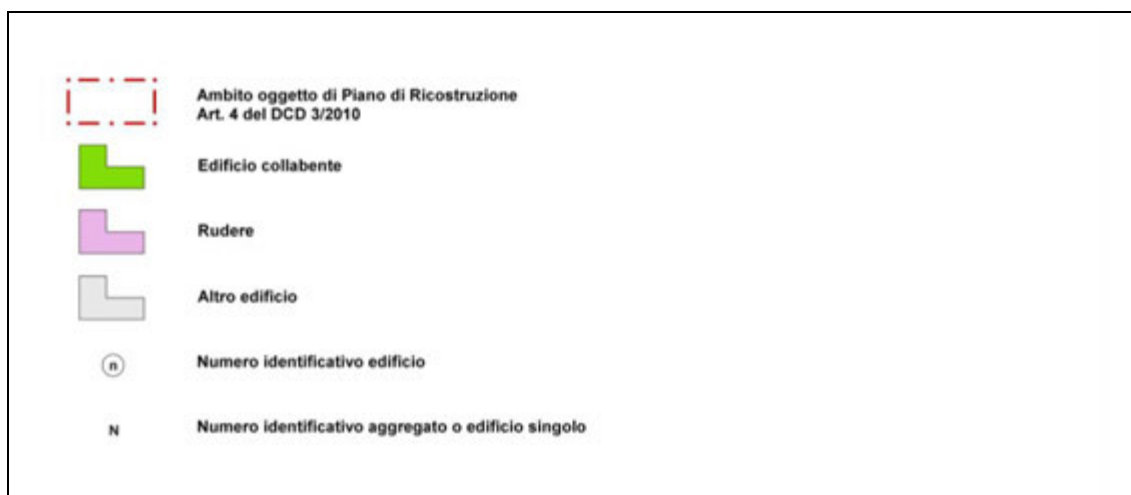 Ambito oggetto di Piano di Ricostruzione
Art. 4 del DCD 3/2010
Edificio collabente
Rudere
Altro edificio
n Numero identificativo edificio
N Numero identificativo aggregato o edificio singolo